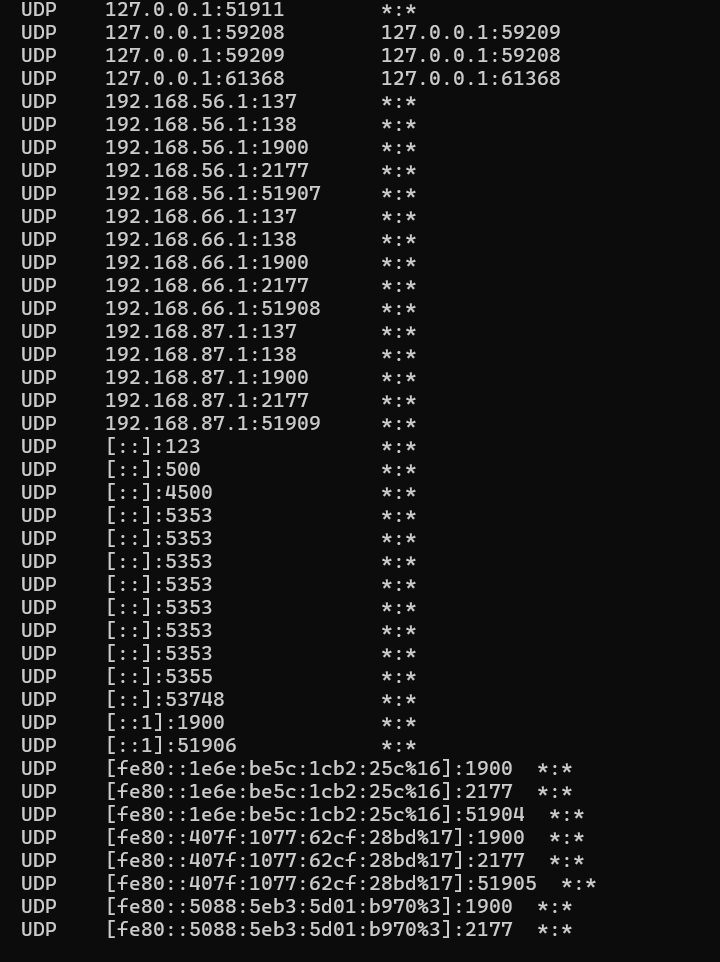 UDP    127.0.0.1:51911        *:*
UDP    127.0.0.1:59208        127.0.0.1:59209
UDP    127.0.0.1:59209        127.0.0.1:59208
UDP    127.0.0.1:61368        127.0.0.1:61368
UDP    192.168.56.1:137       *:*
UDP    192.168.56.1:138       *:*
UDP    192.168.56.1:1900      *:*
UDP    192.168.56.1:2177      *:*
UDP    192.168.56.1:51907     *:*
UDP    192.168.66.1:137       *:*
UDP    192.168.66.1:138       *:*
UDP    192.168.66.1:1900      *:*
UDP    192.168.66.1:2177      *:*
UDP    192.168.66.1:51908     *:*
UDP    192.168.87.1:137       *:*
UDP    192.168.87.1:138       *:*
UDP    192.168.87.1:1900      *:*
UDP    192.168.87.1:2177      *:*
UDP    192.168.87.1:51909     *:*
UDP    [::]:123               *:*
UDP    [::]:500               *:*
UDP    [::]:4500              *:*
UDP    [::]:5353              *:*
UDP    [::]:5353              *:*
UDP    [::]:5353              *:*
UDP    [::]:5353              *:*
UDP    [::]:5353              *:*
UDP    [::]:5353              *:*
UDP    [::]:5353              *:*
UDP    [::]:5355              *:*
UDP    [::]:53748             *:*
UDP    [::1]:1900             *:*
UDP    [::1]:51906            *:*
UDP    [fe80::1e6e:be5c:1cb2:25c%16]:1900  *:*
UDP    [fe80::1e6e:be5c:1cb2:25c%16]:2177  *:*
UDP    [fe80::1e6e:be5c:1cb2:25c%16]:51904  *:*
UDP    [fe80::407f:1077:62cf:28bd%17]:1900  *:*
UDP    [fe80::407f:1077:62cf:28bd%17]:2177  *:*
UDP    [fe80::407f:1077:62cf:28bd%17]:51905  *:*
UDP    [fe80::5088:5eb3:5d01:b970%3]:1900  *:*
UDP    [fe80::5088:5eb3:5d01:b970%3]:2177  *:*